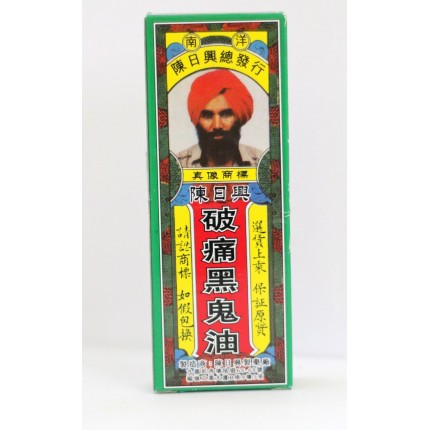 南洋
陳日興總發行
真像商標
陳日興
選貨上乘 保証原質
破痛黑鬼油
請認商標 如假包換